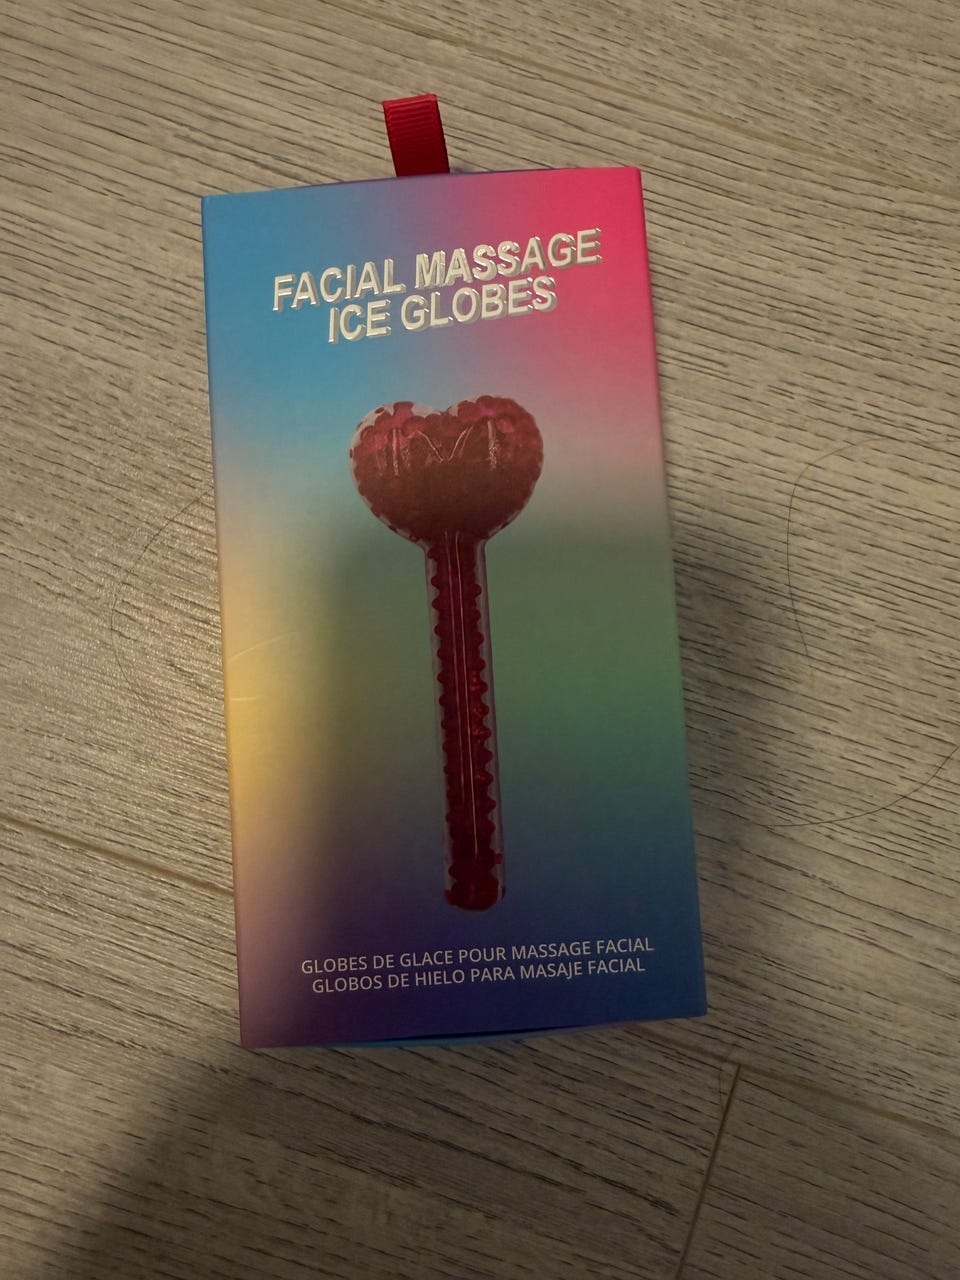 FACIAL MASSAGE
ICE GLOBES
GLOBES DE GLACE POUR MASSAGE FACIAL
GLOBOS DE HIELO PARA MASAJE FACIAL